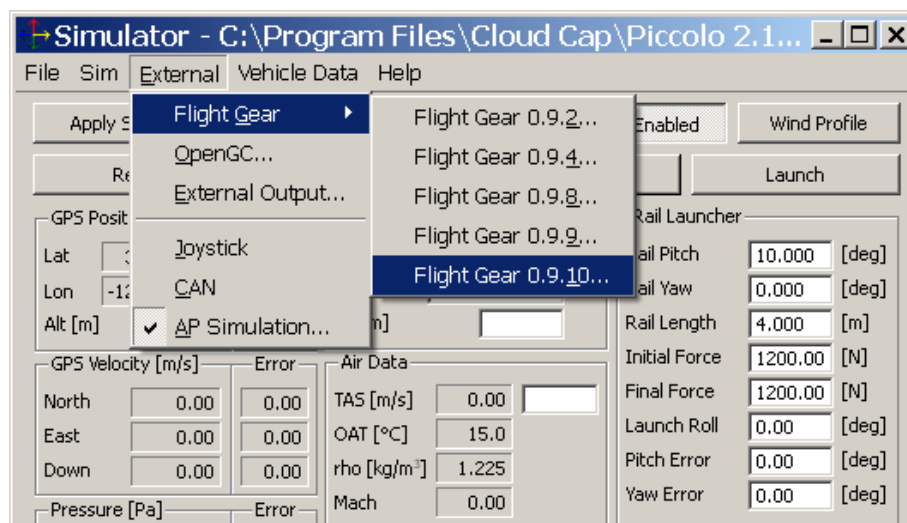 Simulator - C:\Program Files\Cloud Cap\Piccolo 2.1...
File Sim External Vehicle Data Help
Apply
Enabled
Wind Profile
Launch
Flight Gear
OpenGC...
External Output...
Joystick
CAN
AP Simulation...
Flight Gear 0.9.2...
Flight Gear 0.9.4...
Flight Gear 0.9.8...
Flight Gear 0.9.9...
Flight Gear 0.9.10...
GPS
Lat
Lon
Alt [m]
GPS Velocity [m/s] Error
North 0.00 0.00
East 0.00 0.00
Down 0.00 0.00
Pressure [Pa] Error
Air Data
TAS [m/s] 0.00
OAT [°C] 15.0
rho [kg/m³] 1.225
Mach 0.00
Rail Launcher
Pitch 10.000 [deg]
Yaw 0.000 [deg]
Rail Length 4.000 [m]
Initial Force 1200.00 [N]
Final Force 1200.00 [N]
Launch Roll 0.00 [deg]
Pitch Error 0.00 [deg]
Yaw Error 0.00 [deg]